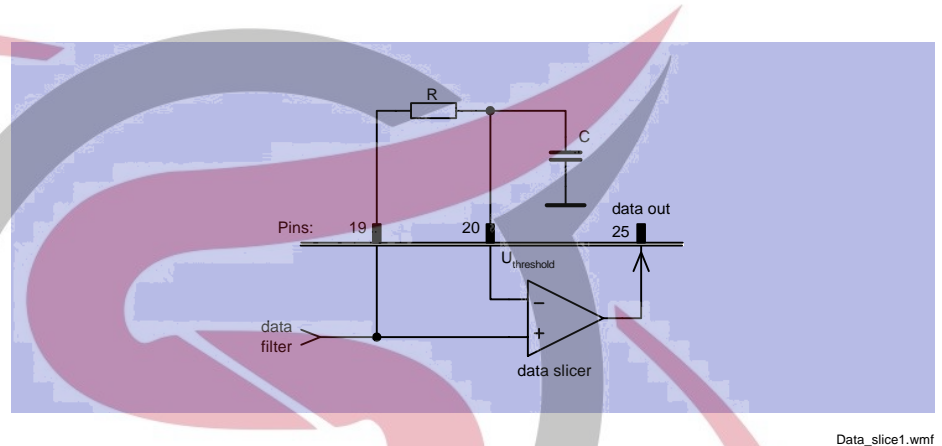 R
C
data out
Pins: 19 20 25
Uthreshold
−
+
data
filter
data slicer
Data_slice1.wmf